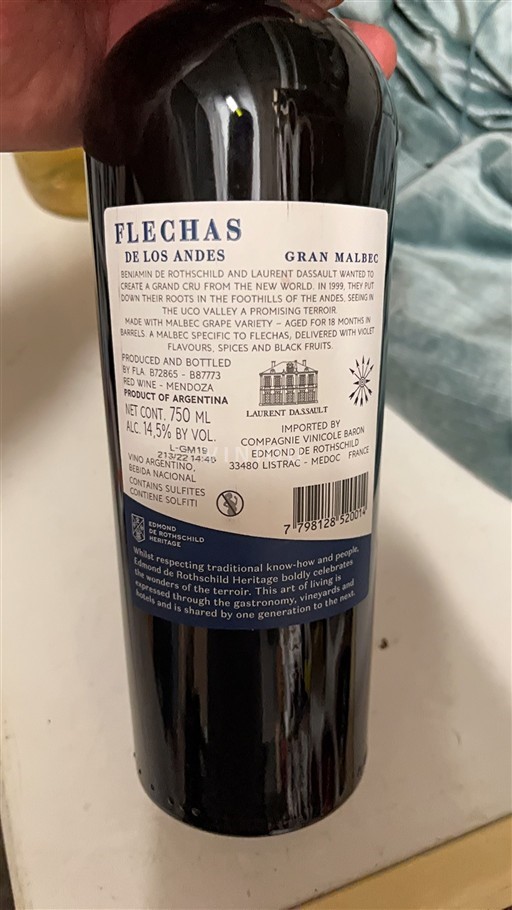 FLECHAS
DE LOS ANDES
GRAN MALBEC
BENJAMIN DE ROTHSCHILD AND LAURENT DASSAULT WANTED TO
CREATE A GRAND CRU FROM THE NEW WORLD. IN 1999, THEY PUT
DOWN THEIR ROOTS IN THE FOOTHILLS OF THE ANDES, SEEING IN
THE UCO VALLEY A PROMISING TERROIR.
MADE WITH MALBEC GRAPE VARIETY – AGED FOR 18 MONTHS IN
BARRELS. A MALBEC SPECIFIC TO FLECHAS, DELIVERED WITH VIOLET
FLAVOURS, SPICES AND BLACK FRUITS.
PRODUCED AND BOTTLED
BY FLA. B72865 - B87773
RED WINE - MENDOZA
PRODUCT OF ARGENTINA
NET CONT. 750 ML
ALC. 14,5% BY VOL.
L-GM19
213/22 14:46
VINO ARGENTINO,
BEBIDA NACIONAL
CONTAINS SULFITES
CONTIENE SOLFITI
LAURENT DASSAULT
IMPORTED BY
COMPAGNIE VINICOLE BARON
EDMOND DE ROTHSCHILD
33480 LISTRAC - MEDOC FRANCE
7 798128 520014
EDMOND
DE ROTHSCHILD
HERITAGE
Whilst respecting traditional know-how and people,
Edmond de Rothschild Heritage boldly celebrates
the wonders of the terroir. This art of living is
expressed through the gastronomy, vineyards and
hotels and is shared by one generation to the next.